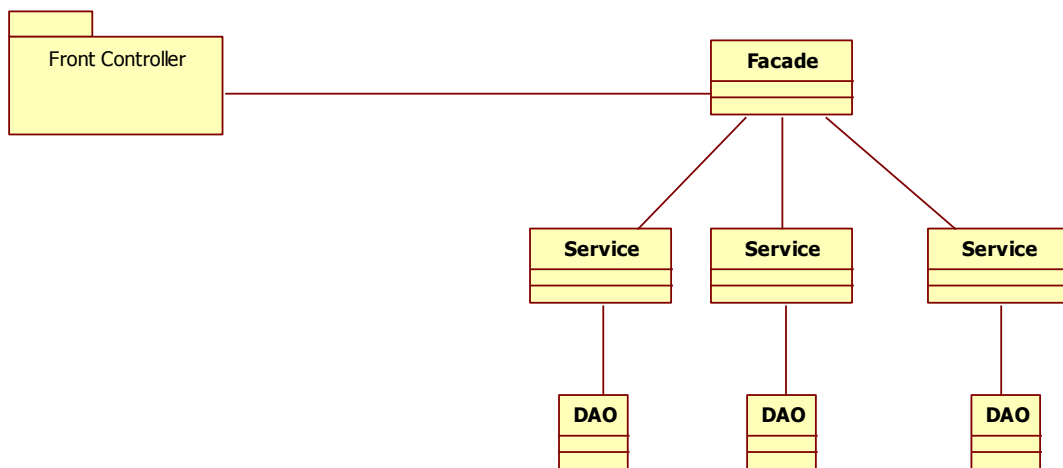 Front Controller
Facade
Service
Service
Service
DAO
DAO
DAO